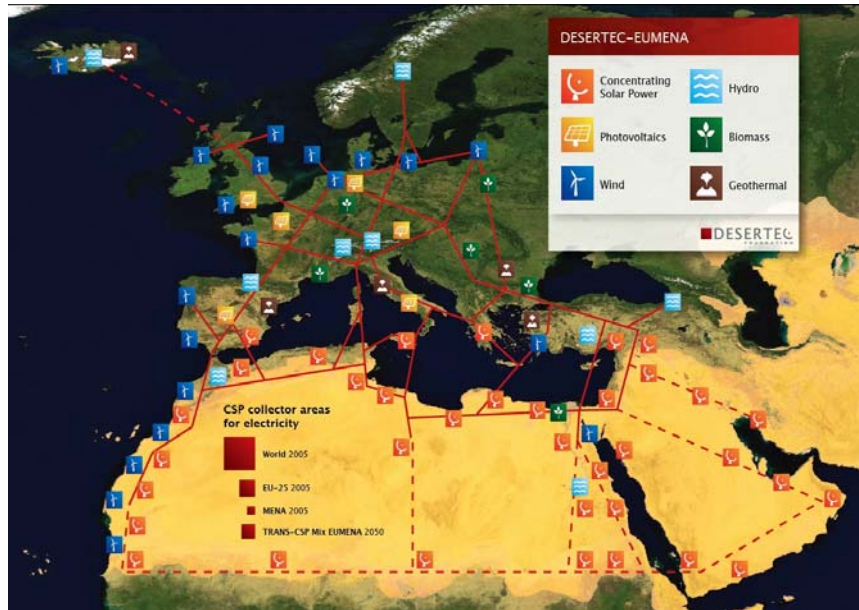 DESERTEC–EUMENA
Concentrating
Solar Power
Hydro
Photovoltaics
Biomass
Wind
Geothermal
DESERTEC
FOUNDATION
CSP collector areas
for electricity
World 2005
EU-25 2005
MENA 2005
TRANS-CSP Mix EUMENA 2050